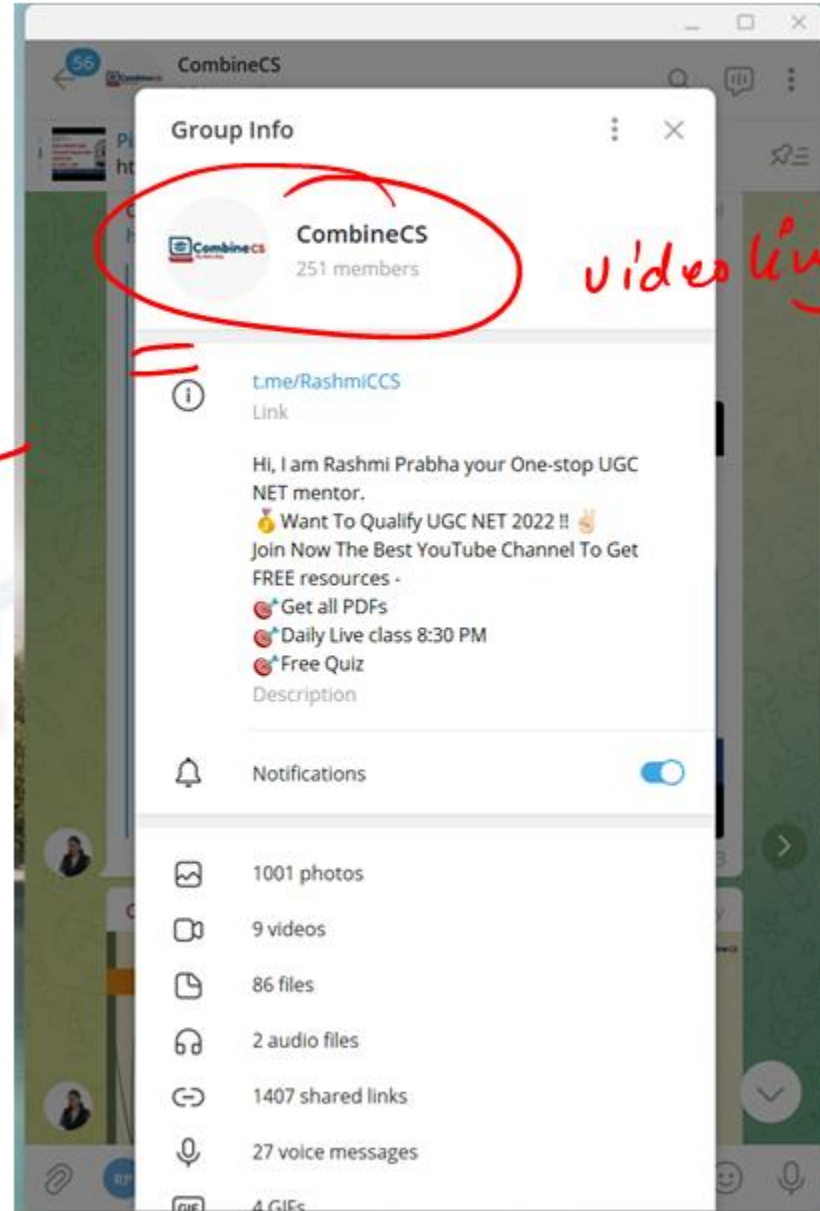 56
CombineCS
Group Info
CombineCS
CombineCS
251 members
video
t.me/RashmiCCS
Link
Hi, I am Rashmi Prabha your One-stop UGC
NET mentor.
🥇 Want To Qualify UGC NET 2022 !! ✌🏻
Join Now The Best YouTube Channel To Get
FREE resources -
🎯Get all PDFs
🎯Daily Live class 8:30 PM
🎯Free Quiz
Description
Notifications
1001 photos
9 videos
86 files
2 audio files
1407 shared links
27 voice messages
GIF 4 GIFs